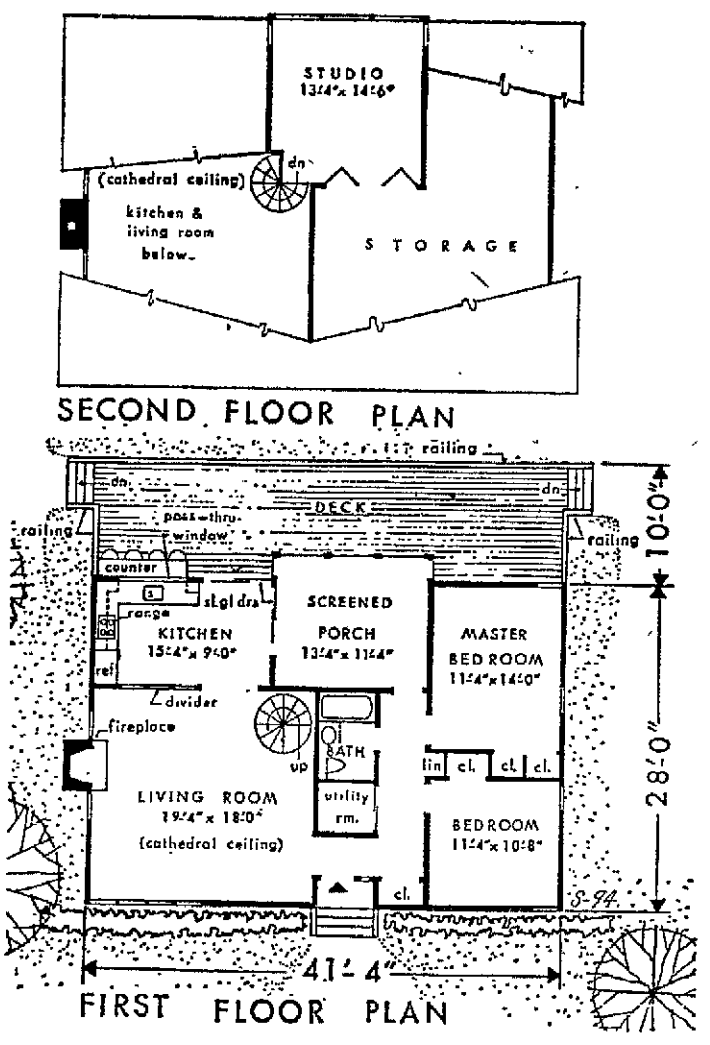 STUDIO
13'-4"x 14'-6"
dn
(cathedral ceiling)
kitchen &
living room
below
STORAGE
SECOND FLOOR PLAN
railing
dn
DECK
dn
pass-thru
window
railing
railing
10'-0"
counter
range
sl.gl drs
KITCHEN
15'-4"x 9'-0"
ref
SCREENED
PORCH
13'-4"x 11'-4"
MASTER
BEDROOM
11'-4"x14'-0"
divider
fireplace
up
BATH
lin
cl.
cl.
cl.
28'-0"
LIVING ROOM
19'-4"x 18'-0"
(cathedral ceiling)
utility
rm.
BEDROOM
11'-4"x10'-8"
cl.
S-94
41'-4"
FIRST FLOOR PLAN